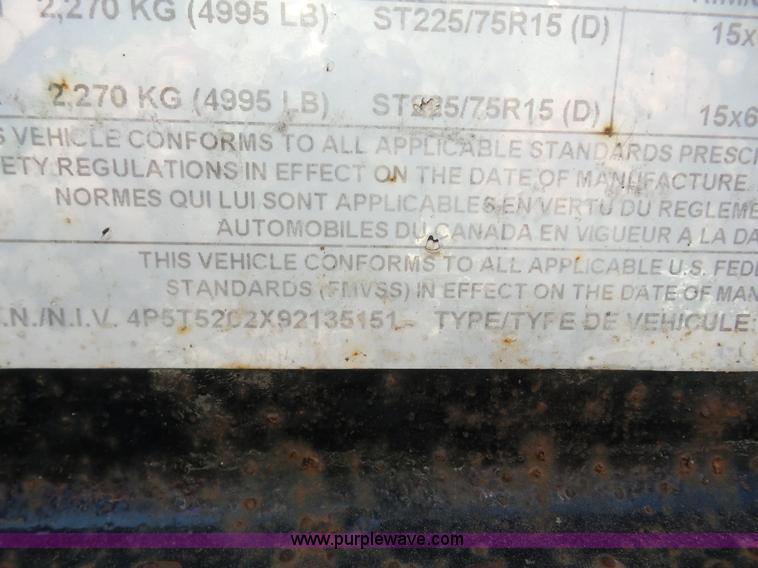 2,270 KG (4995 LB) ST225/75R15 (D) 15x
2,270 KG (4995 LB) ST225/75R15 (D) 15x6
S VEHICLE CONFORMS TO ALL APPLICABLE STANDARDS PRESCI
ETY REGULATIONS IN EFFECT ON THE DATE OF MANUFACTURE.
NORMES QUI LUI SONT APPLICABLES EN VERTU DU REGLEME
AUTOMOBILES DU CANADA EN VIGUEUR A LA DA
THIS VEHICLE CONFORMS TO ALL APPLICABLE U.S. FEDE
STANDARDS (FMVSS) IN EFFECT ON THE DATE OF MAN
.N./N.I.V. 4P5T5202X92135151 TYPE/TYPE DE VEHICULE:
www.purplewave.com